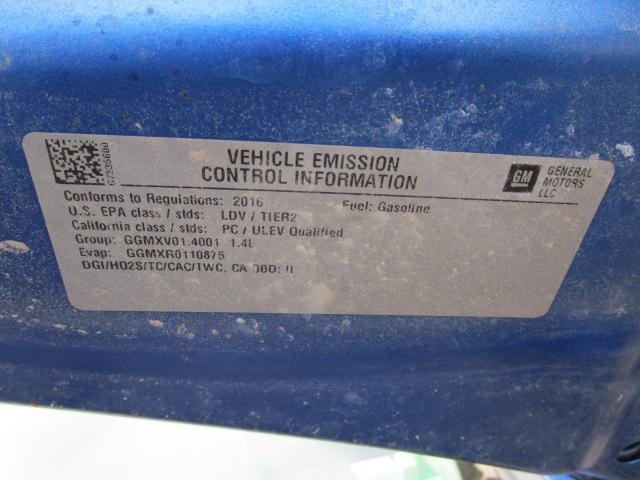 VEHICLE EMISSION
CONTROL INFORMATION
GM GENERAL
MOTORS
LLC
Conforms to Regulations: 2016 Fuel: Gasoline
U.S. EPA class / stds: LDV / TIER2
California class / stds: PC / ULEV Qualified
Group: GGMXV01.4001 1.4L
Evap: GGMXR0110875
DGI/HO2S/TC/CAC/TWC, CA OBD: II